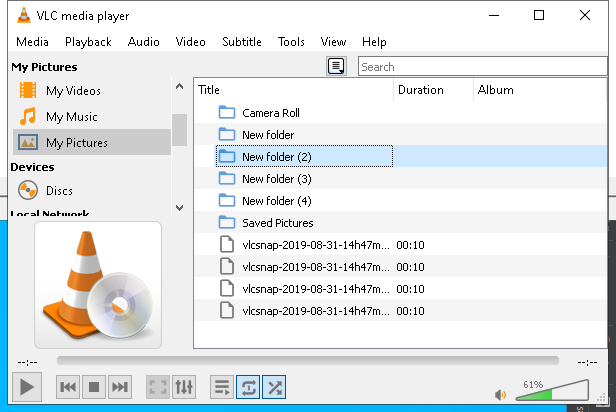 VLC media player
Media Playback Audio Video Subtitle Tools View Help
My Pictures
Search
My Videos
My Music
My Pictures
Devices
Discs
Local Network
Title Duration Album
Camera Roll
New folder
New folder (2)
New folder (3)
New folder (4)
Saved Pictures
vlcsnap-2019-08-31-14h47m... 00:10
vlcsnap-2019-08-31-14h47m... 00:10
vlcsnap-2019-08-31-14h47m... 00:10
vlcsnap-2019-08-31-14h47m... 00:10
--:-- --:--
61%